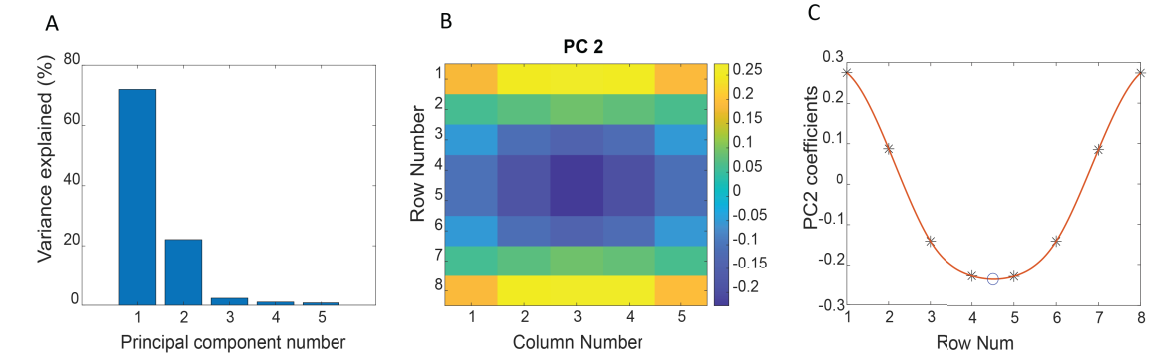 A
Variance explained (%)
80
60
40
20
0
1 2 3 4 5
Principal component number
B
PC 2
Row Number
1
2
3
4
5
6
7
8
1 2 3 4 5
Column Number
0.25
0.2
0.15
0.1
0.05
0
-0.05
-0.1
-0.15
-0.2
C
PC2 coefficients
0.3
0.2
0.1
0
-0.1
-0.2
-0.3
1 2 3 4 5 6 7 8
Row Num